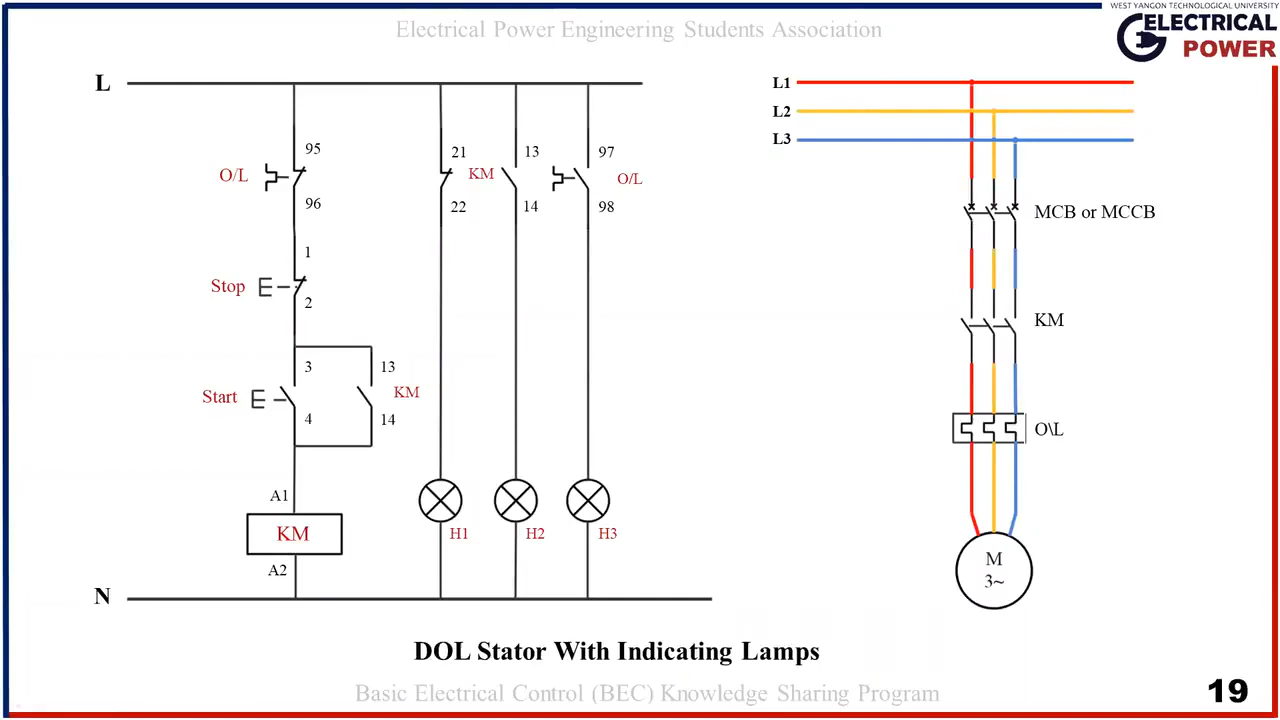 WEST YANGON TECHNOLOGICAL UNIVERSITY
ELECTRICAL
POWER
Electrical Power Engineering Students Association
L
95
O/L
96
1
Stop
2
3
13
Start
KM
4
14
A1
KM
A2
21
KM
22
13
14
97
O/L
98
H1
H2
H3
N
L1
L2
L3
MCB or MCCB
KM
O\L
M
3~
DOL Stator With Indicating Lamps
Basic Electrical Control (BEC) Knowledge Sharing Program
19